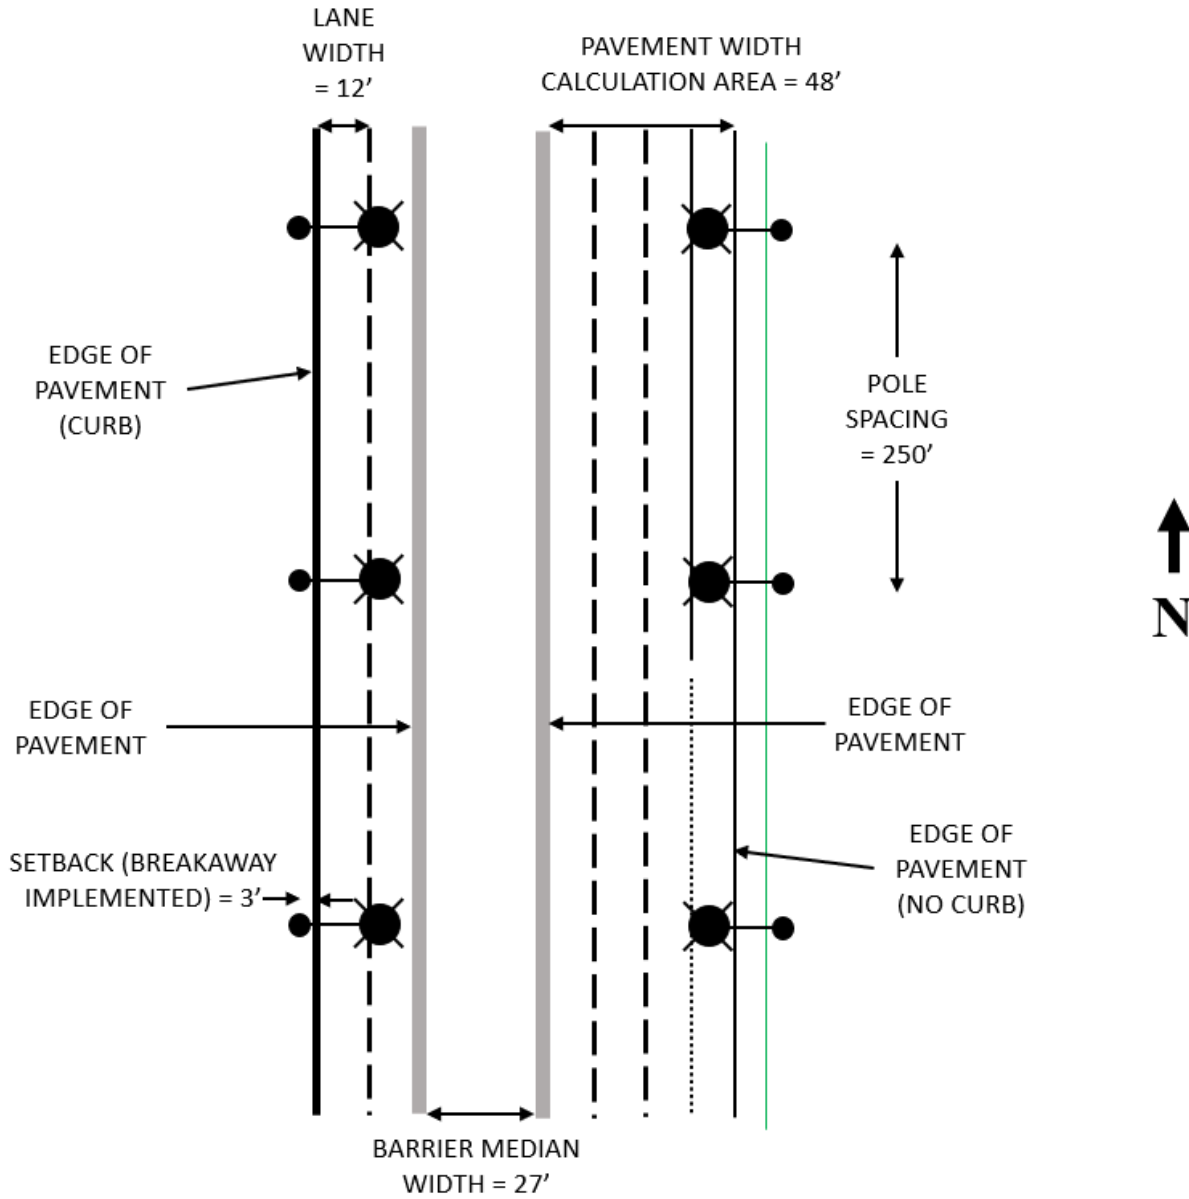 LANE
WIDTH
= 12’
PAVEMENT WIDTH
CALCULATION AREA = 48’
EDGE OF
PAVEMENT
(CURB)
POLE
SPACING
= 250’
N
EDGE OF
PAVEMENT
EDGE OF
PAVEMENT
SETBACK (BREAKAWAY
IMPLEMENTED) = 3’
EDGE OF
PAVEMENT
(NO CURB)
BARRIER MEDIAN
WIDTH = 27’